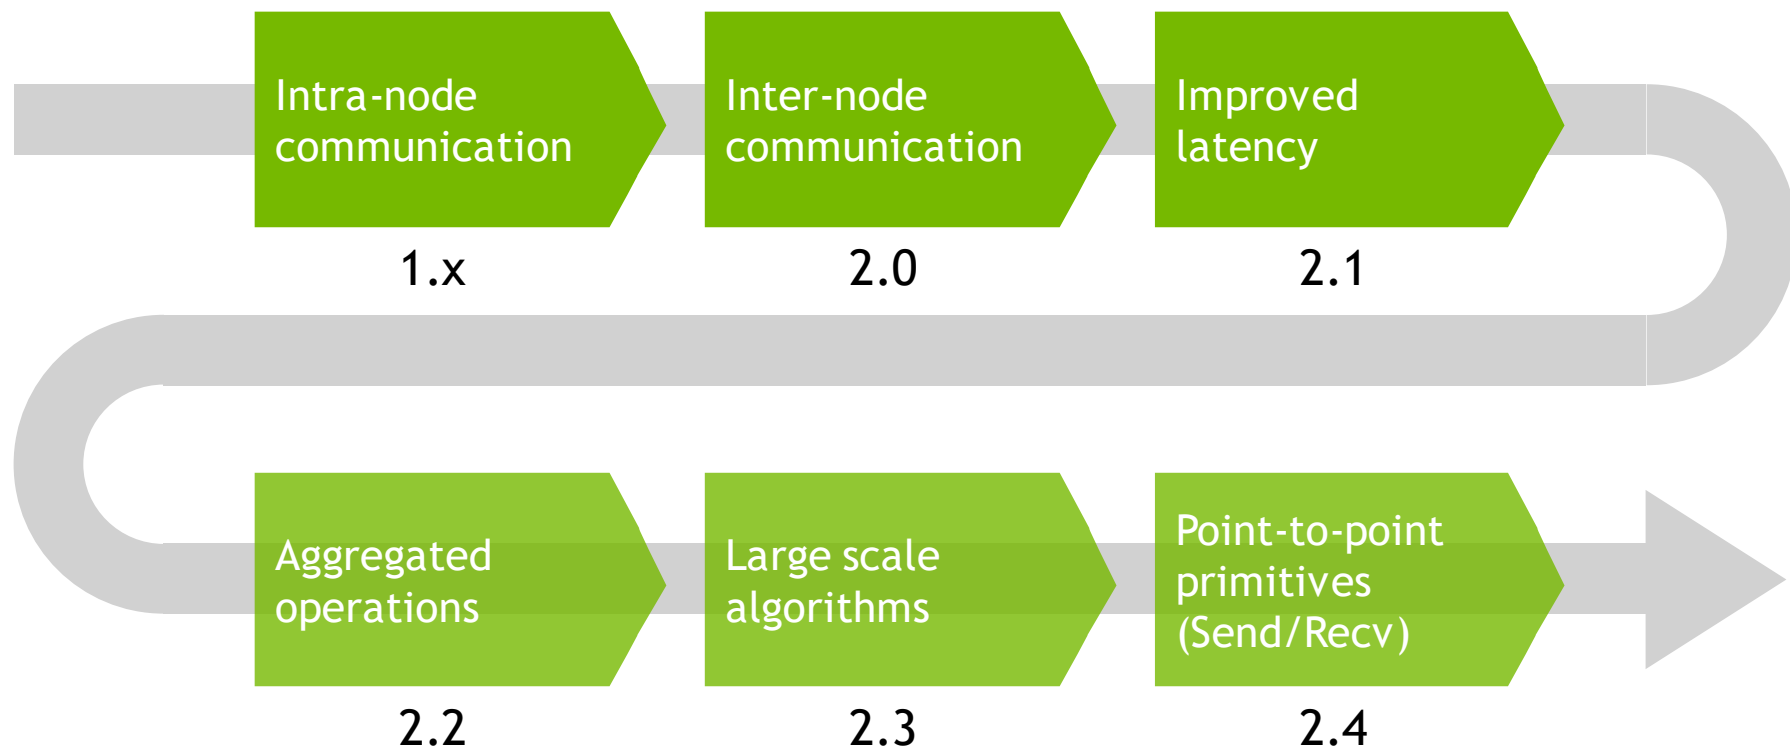 Intra-node
communication
Inter-node
communication
Improved
latency
1.x
2.0
2.1
Aggregated
operations
Large scale
algorithms
Point-to-point
primitives
(Send/Recv)
2.2
2.3
2.4